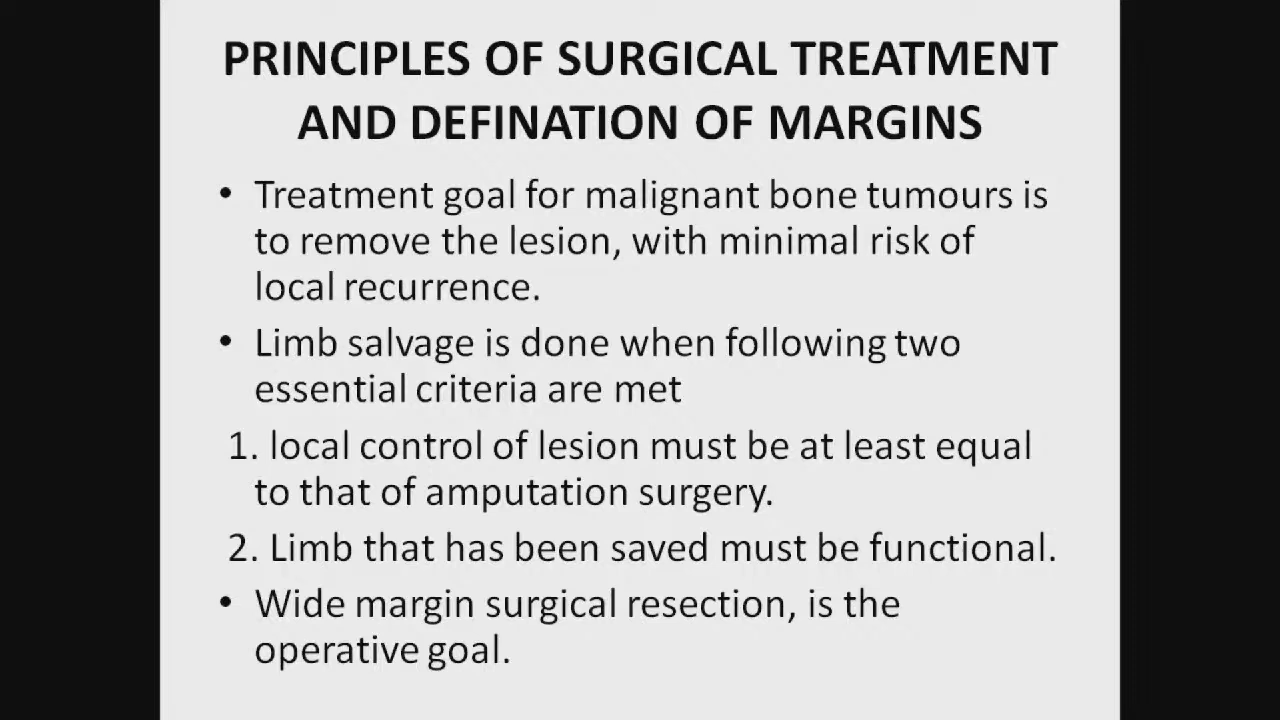 PRINCIPLES OF SURGICAL TREATMENT
AND DEFINATION OF MARGINS
• Treatment goal for malignant bone tumours is
to remove the lesion, with minimal risk of
local recurrence.
• Limb salvage is done when following two
essential criteria are met
1. local control of lesion must be at least equal
to that of amputation surgery.
2. Limb that has been saved must be functional.
• Wide margin surgical resection, is the
operative goal.